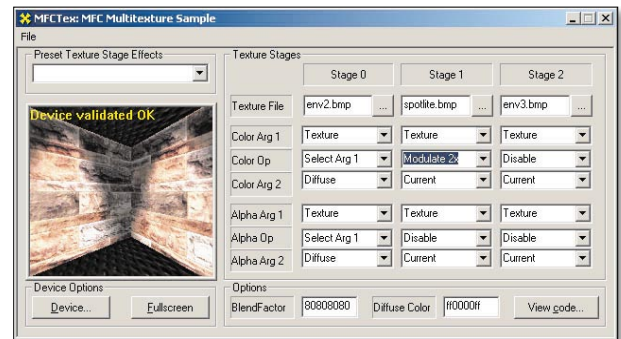 MFCTex: MFC Multitexture Sample
File
Preset Texture Stage Effects
Device validated OK
Device Options
Device...
Fullscreen
Texture Stages
Stage 0 Stage 1 Stage 2
Texture File env2.bmp ... spotlite.bmp ... env3.bmp ...
Color Arg 1 Texture Texture Texture
Color Op Select Arg 1 Modulate 2x Disable
Color Arg 2 Diffuse Current Current
Alpha Arg 1 Texture Texture Texture
Alpha Op Select Arg 1 Disable Disable
Alpha Arg 2 Diffuse Current Current
Options
BlendFactor 80808080 Diffuse Color ff0000ff View code...